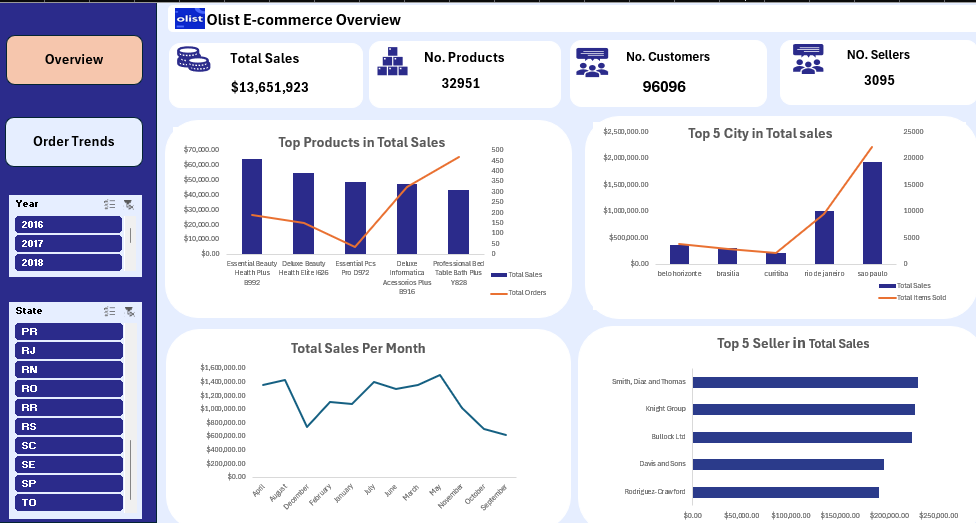 olist Olist E-commerce Overview
Overview
Order Trends
Year
2016
2017
2018
State
PR
RJ
RN
RO
RR
RS
SC
SE
SP
TO
Total Sales
$13,651,923
No. Products
32951
No. Customers
96096
NO. Sellers
3095
Top Products in Total Sales
$70,000.00
$60,000.00
$50,000.00
$40,000.00
$30,000.00
$20,000.00
$10,000.00
$0.00
500
450
400
350
300
250
200
150
100
50
0
Essential Beauty
Health Plus
8992
Deluxe Beauty
Health Elite I626
Essential Pcs
Pro D972
Deluxe
Informatica
Acessorios Plus
8916
Professional Bed
Table Bath Plus
Y828
Total Sales
Total Orders
Top 5 City in Total sales
$2,500,000.00
$2,000,000.00
$1,500,000.00
$1,000,000.00
$500,000.00
$0.00
25000
20000
15000
10000
5000
0
belo horizonte
brasilia
curitiba
rio de janeiro
sao paulo
Total Sales
Total Items Sold
Total Sales Per Month
$1,600,000.00
$1,400,000.00
$1,200,000.00
$1,000,000.00
$800,000.00
$600,000.00
$400,000.00
$200,000.00
$0.00
April
August
December
February
January
July
June
March
May
November
October
September
Top 5 Seller in Total Sales
Smith, Diaz and Thomas
Knight Group
Bullock Ltd
Davis and Sons
Rodriguez-Crawford
$0.00
$50,000.00
$100,000.00
$150,000.00
$200,000.00
$250,000.00